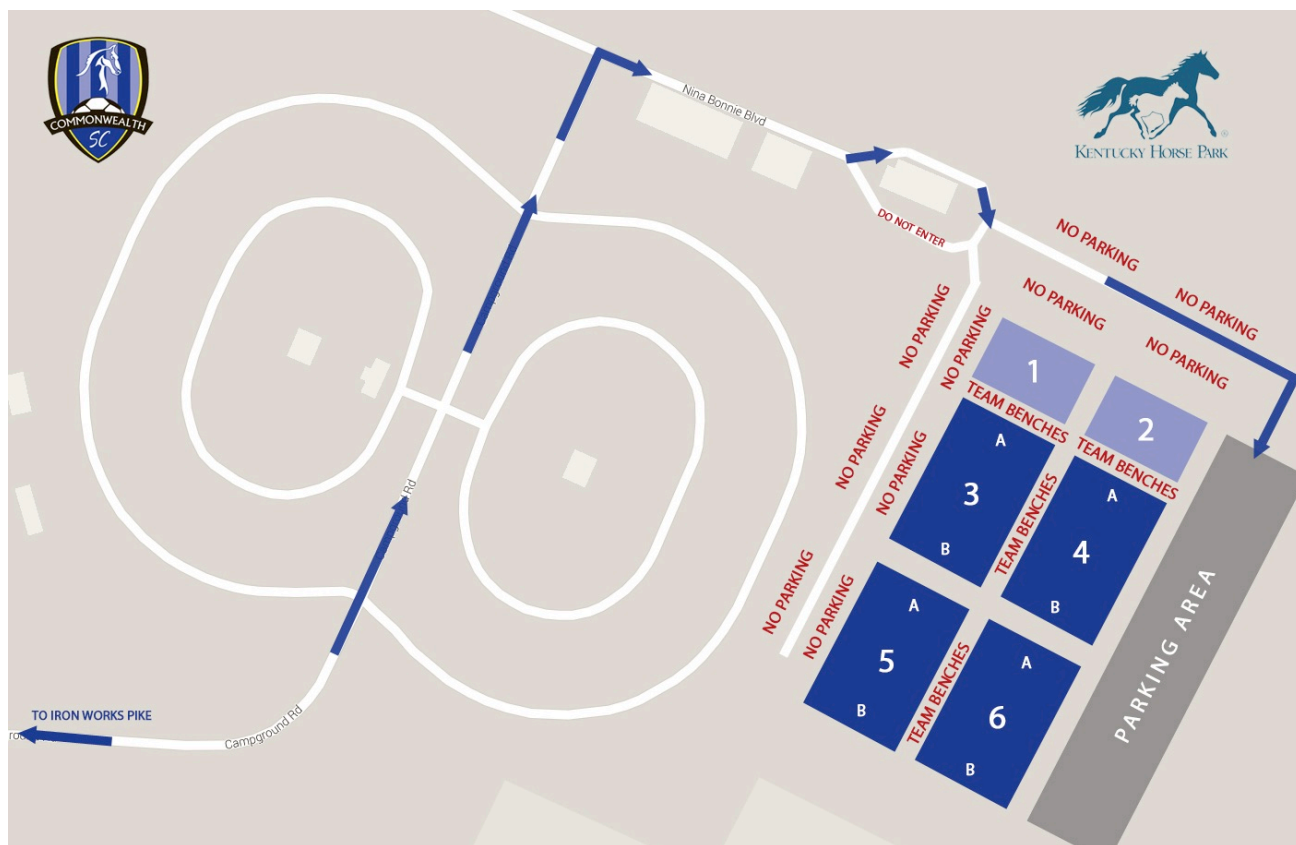 COMMONWEALTH
SC
KENTUCKY HORSE PARK
®
Nina Bonnie Blvd
DO NOT ENTER
NO PARKING
NO PARKING
NO PARKING
NO PARKING
NO PARKING
NO PARKING
NO PARKING
NO PARKING
NO PARKING
NO PARKING
1
TEAM BENCHES
2
TEAM BENCHES
A
3
B
TEAM BENCHES
A
4
B
A
5
B
TEAM BENCHES
A
6
B
PARKING AREA
TO IRON WORKS PIKE
Campground Rd
Rd